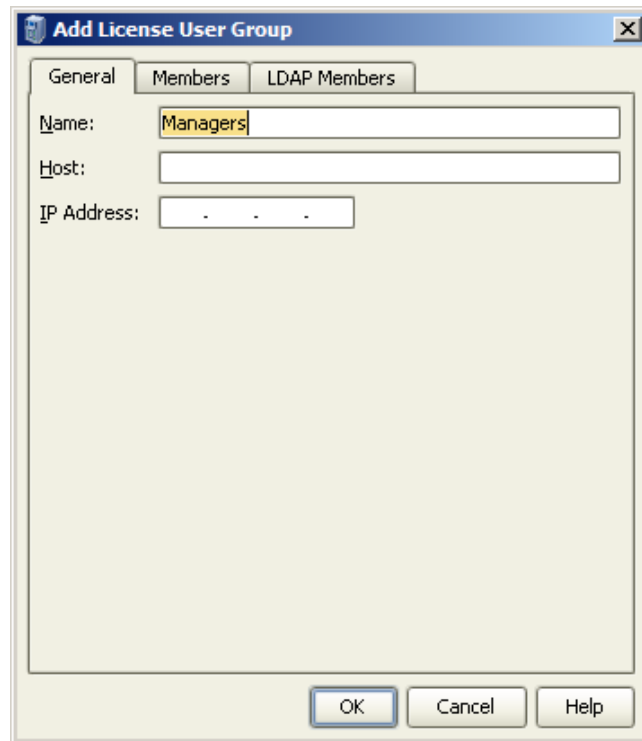 Add License User Group
General Members LDAP Members
Name: Managers
Host:
IP Address: . . .
OK Cancel Help